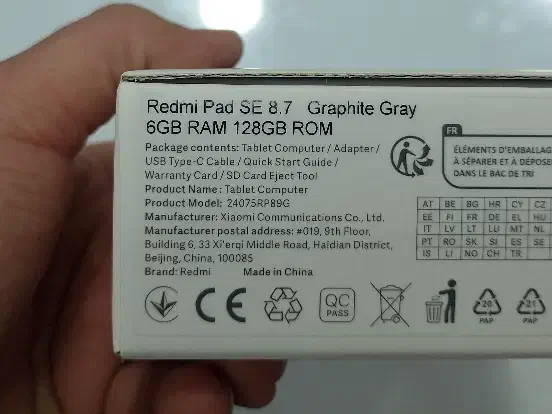 Redmi Pad SE 8.7 Graphite Gray
6GB RAM 128GB ROM
Package contents: Tablet Computer / Adapter /
USB Type-C Cable / Quick Start Guide /
Warranty Card / SD Card Eject Tool
Product Name: Tablet Computer
Product Model: 24075RP89G
Manufacturer: Xiaomi Communications Co., Ltd.
Manufacturer postal address: #019, 9th Floor,
Building 6, 33 Xi'erqi Middle Road, Haidian District,
Beijing, China, 100085
Brand: Redmi Made in China
FR
ÉLÉMENTS D'EMBALLAG
À SÉPARER ET À DÉPOSE
DANS LE BAC DE TRI
AT BE BG HR CY CZ
EE FI FR DE EL HU
IT LV LT LU MT NL
PT RO SK SI ES SE
IS LI NO CH TR
CE
QC
PASS
20
PAP
21
PAP